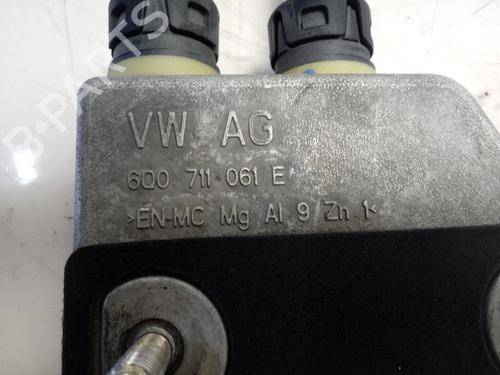 VW AG
6Q0 711 061 E
>EN-MC Mg Al 9 Zn 1<
B-PARTS